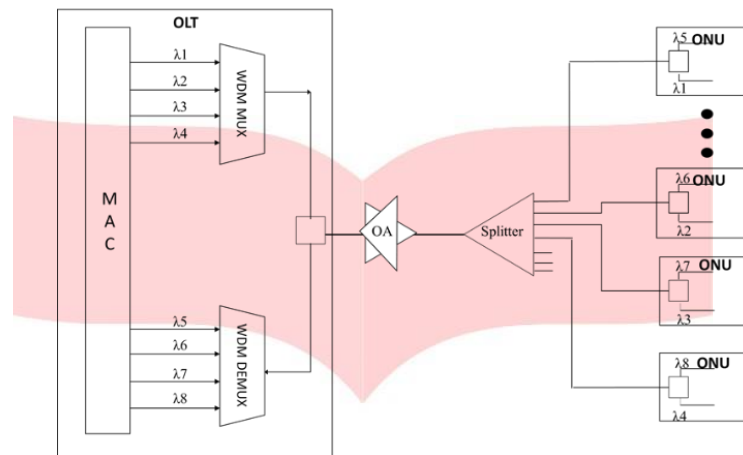 OLT
M
A
C
λ1
λ2
λ3
λ4
WDM MUX
λ5
λ6
λ7
λ8
WDM DEMUX
OA
Splitter
λ5 ONU
λ1
λ6
ONU
λ2
λ7 ONU
λ3
λ8
ONU
λ4